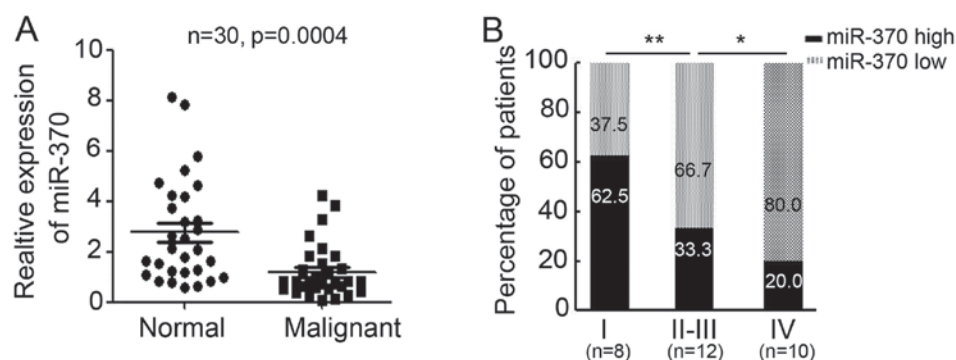 A
n=30, p=0.0004
Realtive expression
of miR-370
10
8
6
4
2
0
Normal
Malignant
B
** *
miR-370 high
miR-370 low
Percentage of patients
100
80
60
40
20
0
37.5
62.5
66.7
33.3
80.0
20.0
I II-III IV
(n=8) (n=12) (n=10)